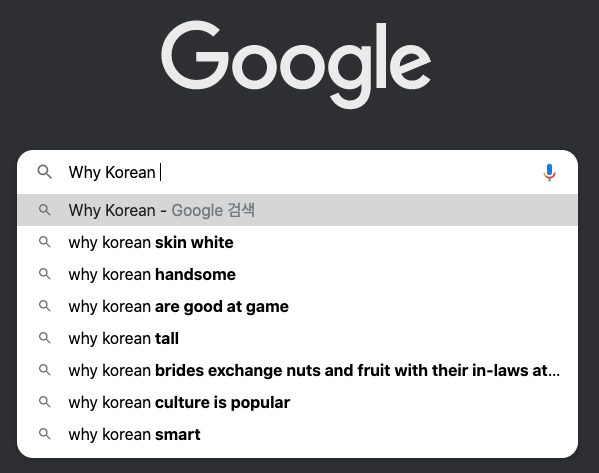 Google
Why Korean
Why Korean - Google 검색
why korean skin white
why korean handsome
why korean are good at game
why korean tall
why korean brides exchange nuts and fruit with their in-laws at...
why korean culture is popular
why korean smart